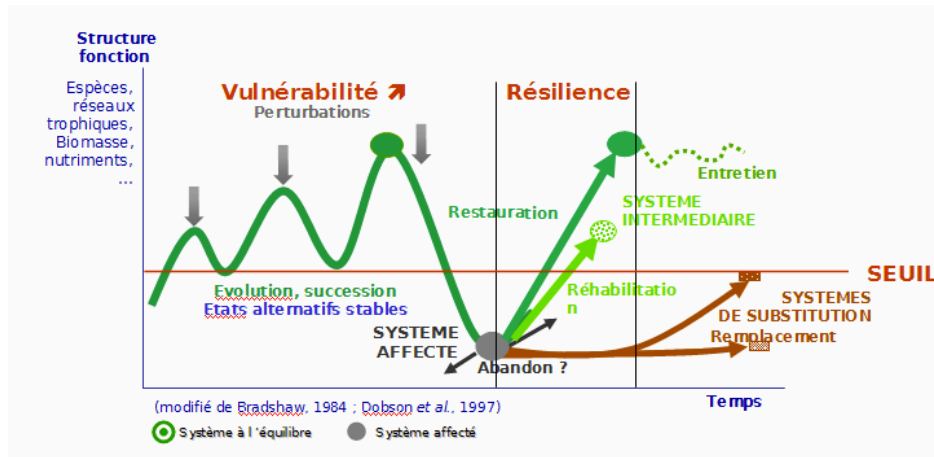 Structure
fonction
Espèces,
réseaux
trophiques,
Biomasse,
nutriments,
...
Vulnérabilité ↗
Perturbations
Résilience
Entretien
Restauration
SYSTEME
INTERMEDIAIRE
SEUIL
Evolution, succession
Etats alternatifs stables
Réhabilitatio
n
SYSTEMES
DE SUBSTITUTION
Remplacement
SYSTEME
AFFECTE
Abandon ?
Temps
(modifié de Bradshaw, 1984 ; Dobson et al., 1997)
Système à l 'équilibre
Système affecté